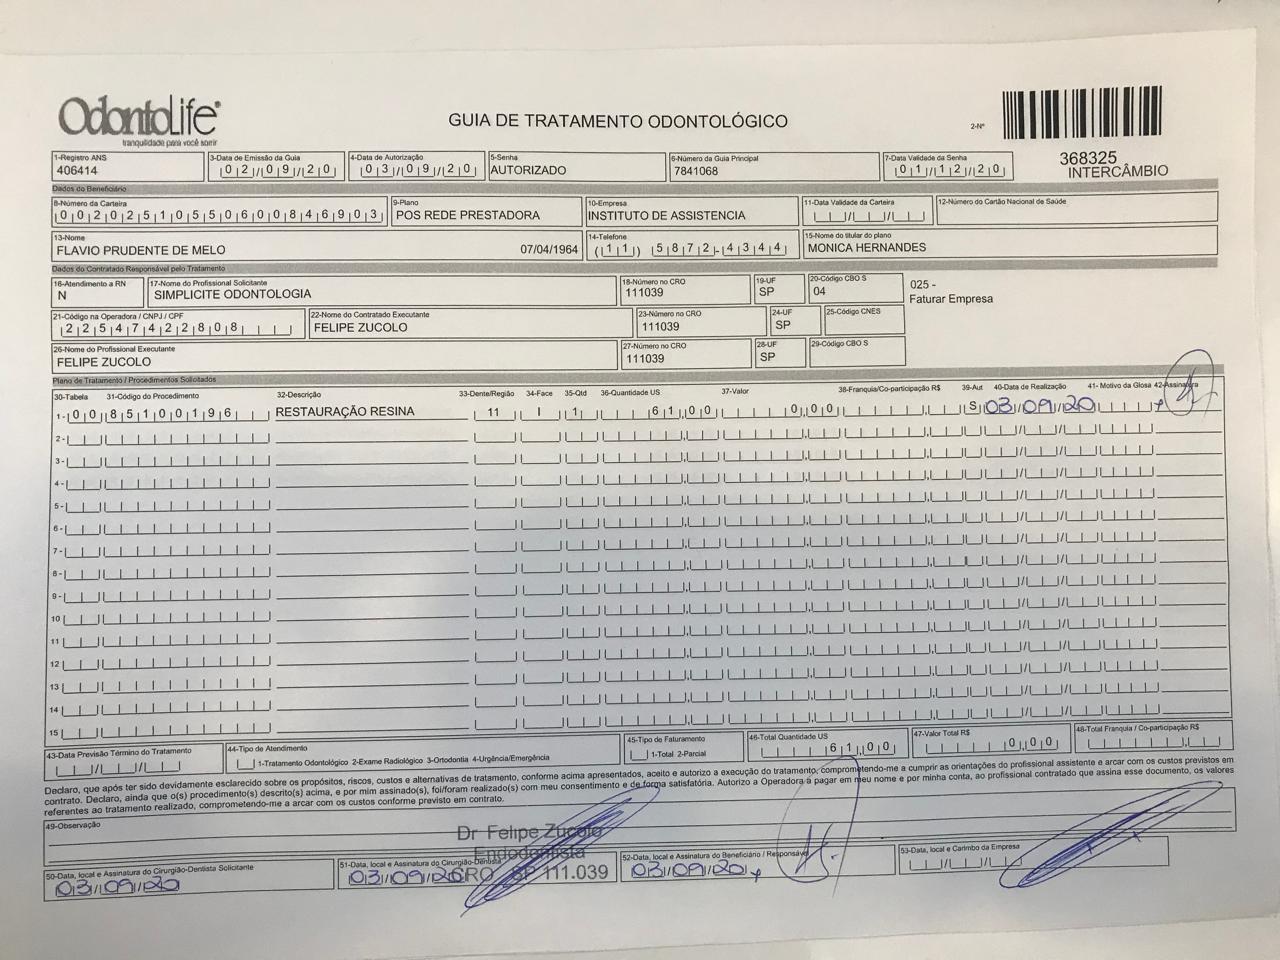 OdontoLife
tranquilidade para você sorrir
GUIA DE TRATAMENTO ODONTOLÓGICO
2-Nº
368325
INTERCÂMBIO
1-Registro ANS 3-Data de Emissão da Guia 4-Data de Autorização 5-Senha 6-Número da Guia Principal 7-Data Validade da Senha
406414 02/09/20 03/09/20 AUTORIZADO 7841068 01/12/20
Dados do Beneficiário
8-Número da Carteira 9-Plano 10-Empresa 11-Data Validade da Carteira 12-Número do Cartão Nacional de Saúde
00202510550600846903 POS REDE PRESTADORA INSTITUTO DE ASSISTENCIA
13-Nome 14-Telefone 15-Nome do titular do plano
FLAVIO PRUDENTE DE MELO 07/04/1964 (11) 5872-4344 MONICA HERNANDES
Dados do Contratado Responsável pelo Tratamento
16-Atendimento a RN 17-Nome do Profissional Solicitante 18-Número no CRO 19-UF 20-Código CBO S
N SIMPLICITE ODONTOLOGIA 111039 SP 04
025 -
Faturar Empresa
21-Código na Operadora / CNPJ / CPF 22-Nome do Contratado Executante 23-Número no CRO 24-UF 25-Código CNES
22547422808 FELIPE ZUCOLO 111039 SP
26-Nome do Profissional Executante 27-Número no CRO 28-UF 29-Código CBO S
FELIPE ZUCOLO 111039 SP
Plano de Tratamento / Procedimentos Solicitados
30-Tabela 31-Código do Procedimento 32-Descrição 33-Dente/Região 34-Face 35-Qtd 36-Quantidade US 37-Valor 38-Franquia/Co-participação R$ 39-Aut 40-Data de Realização 41- Motivo da Glosa 42-Assinatura
1- 00 85100196 RESTAURAÇÃO RESINA 11 I 1 61,00 0,00 S 03/09/20
2-
3-
4-
5-
6-
7-
8-
9-
10
11
12
13
14
15
43-Data Previsão Término do Tratamento 44-Tipo de Atendimento 45-Tipo de Faturamento 46-Total Quantidade US 47-Valor Total R$ 48-Total Franquia / Co-participação R$
1-Tratamento Odontológico 2-Exame Radiológico 3-Ortodontia 4-Urgência/Emergência 1-Total 2-Parcial 61,00 0,00
Declaro, que após ter sido devidamente esclarecido sobre os propósitos, riscos, custos e alternativas de tratamento, conforme acima apresentados, aceito e autorizo a execução do tratamento, comprometendo-me a cumprir as orientações do profissional assistente e arcar com os custos previstos em
contrato. Declaro, ainda que o(s) procedimento(s) descrito(s) acima, e por mim assinado(s), foi/foram realizado(s) com meu consentimento e de forma satisfatória. Autorizo a Operadora a pagar em meu nome e por minha conta, ao profissional contratado que assina esse documento, os valores
referentes ao tratamento realizado, comprometendo-me a arcar com os custos conforme previsto em contrato.
49-Observação
Dr Felipe Zucolo
Endodontista
CRO SP 111.039
50-Data, local e Assinatura do Cirurgião-Dentista Solicitante 51-Data, local e Assinatura do Cirurgião-Dentista 52-Data, local e Assinatura do Beneficiário / Responsável 53-Data, local e Carimbo da Empresa
03/09/20 03/09/20 03/09/20